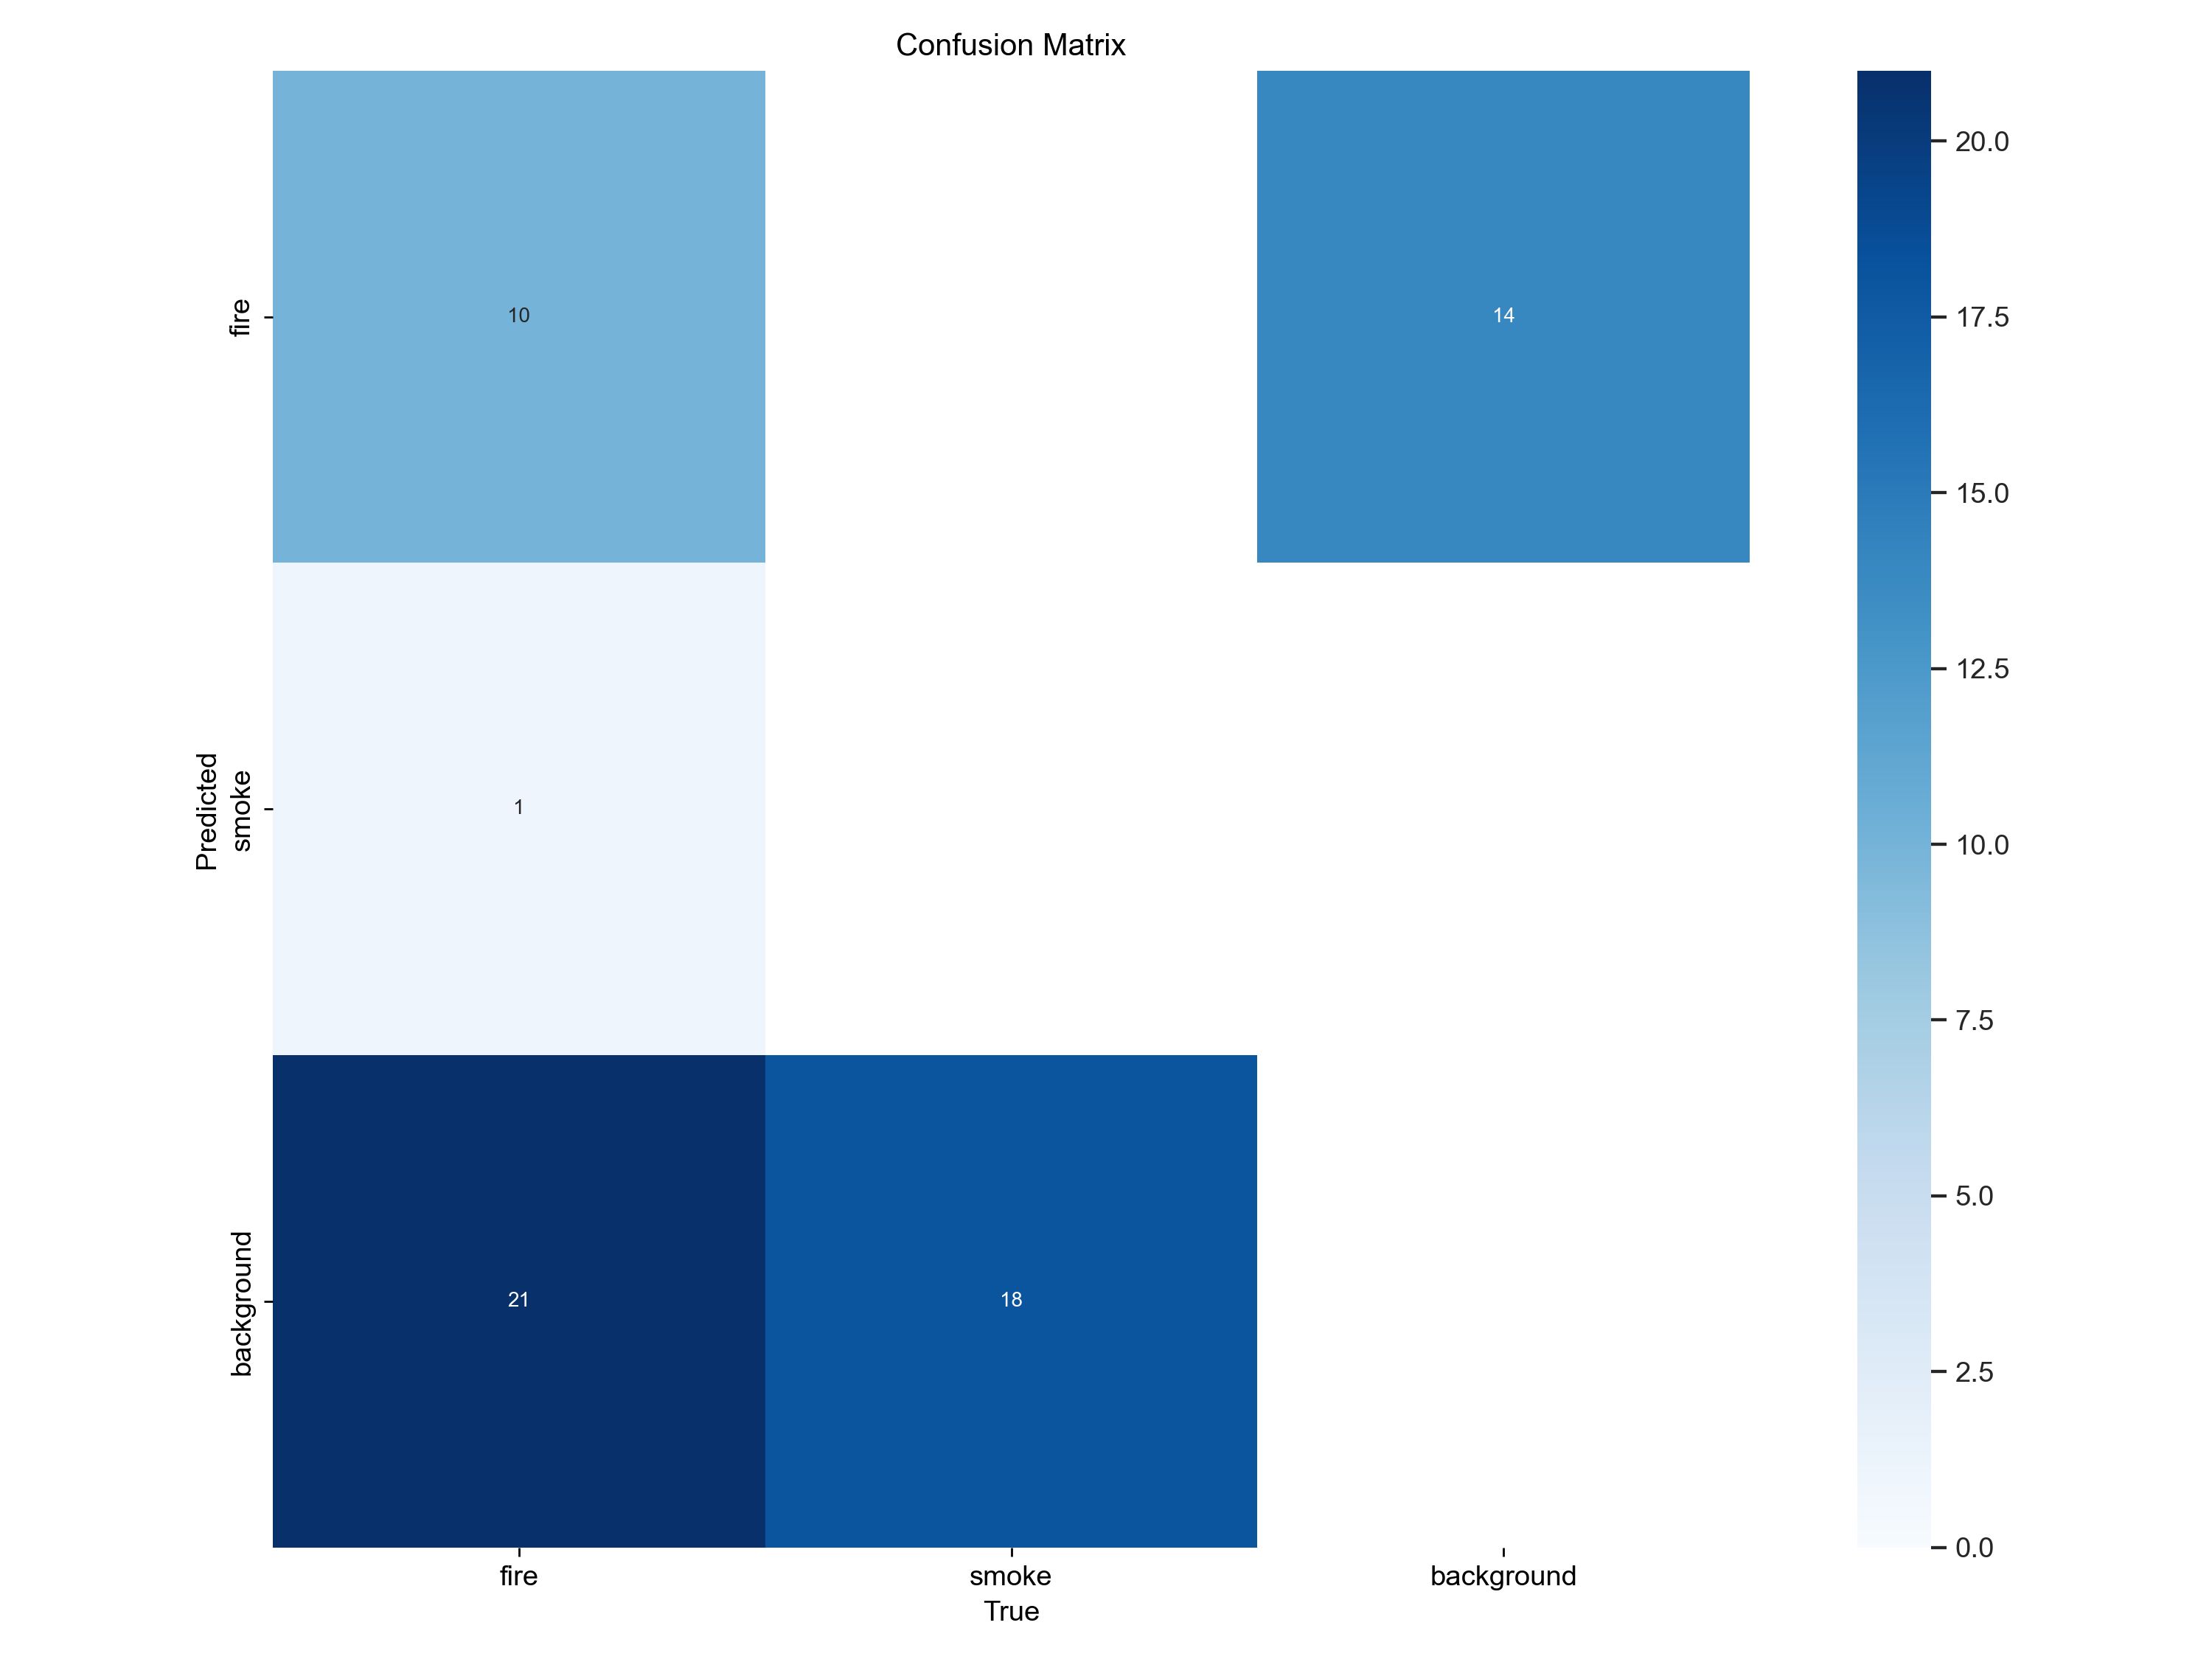 Confusion Matrix
fire
10
14
smoke
1
background
21
18
Predicted
fire
smoke
background
True
20.0
17.5
15.0
12.5
10.0
7.5
5.0
2.5
0.0